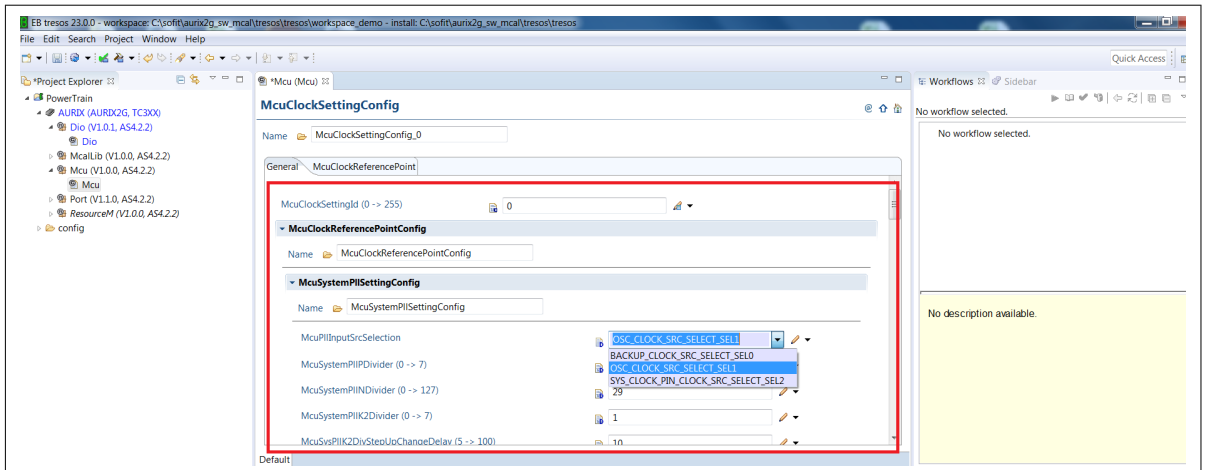 EB tresos 23.0.0 - workspace: C:\sofit\aurix2g_sw_mcal\tresos\tresos\workspace_demo - install: C:\sofit\aurix2g_sw_mcal\tresos\tresos
File Edit Search Project Window Help
Quick Access
*Project Explorer
*Mcu (Mcu)
Workflows Sidebar
PowerTrain
AURIX (AURIX2G, TC3XX)
Dio (V1.0.1, AS4.2.2)
Dio
McalLib (V1.0.0, AS4.2.2)
Mcu (V1.0.0, AS4.2.2)
Mcu
Port (V1.1.0, AS4.2.2)
ResourceM (V1.0.0, AS4.2.2)
config
McuClockSettingConfig
Name McuClockSettingConfig_0
General McuClockReferencePoint
McuClockSettingId (0 -> 255) 0
McuClockReferencePointConfig
Name McuClockReferencePointConfig
McuSystemPllSettingConfig
Name McuSystemPllSettingConfig
McuPllInputSrcSelection OSC_CLOCK_SRC_SELECT_SEL1
BACKUP_CLOCK_SRC_SELECT_SEL0
McuSystemPllPDivider (0 -> 7) OSC_CLOCK_SRC_SELECT_SEL1
SYS_CLOCK_PIN_CLOCK_SRC_SELECT_SEL2
McuSystemPllNDivider (0 -> 127) 29
McuSystemPllK2Divider (0 -> 7) 1
McuSysPllK2DivStepUpChangeDelay (5 -> 100) 10
Default
No workflow selected.
No workflow selected.
No description available.